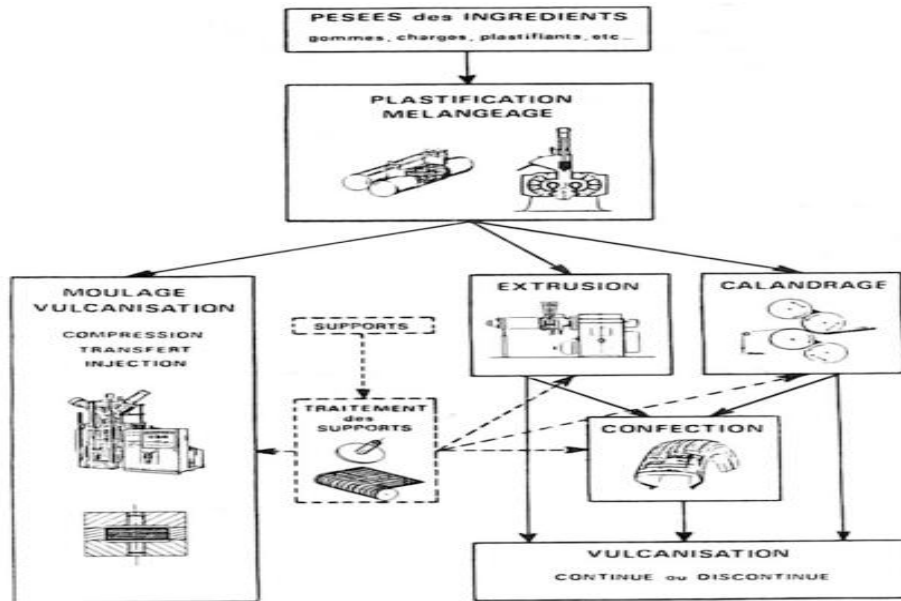 PESEES des INGREDIENTS
gommes, charges, plastifiants, etc...
PLASTIFICATION
MELANGEAGE
MOULAGE
VULCANISATION
COMPRESSION
TRANSFERT
INJECTION
SUPPORTS
TRAITEMENT
des
SUPPORTS
EXTRUSION
CALANDRAGE
CONFECTION
VULCANISATION
CONTINUE ou DISCONTINUE